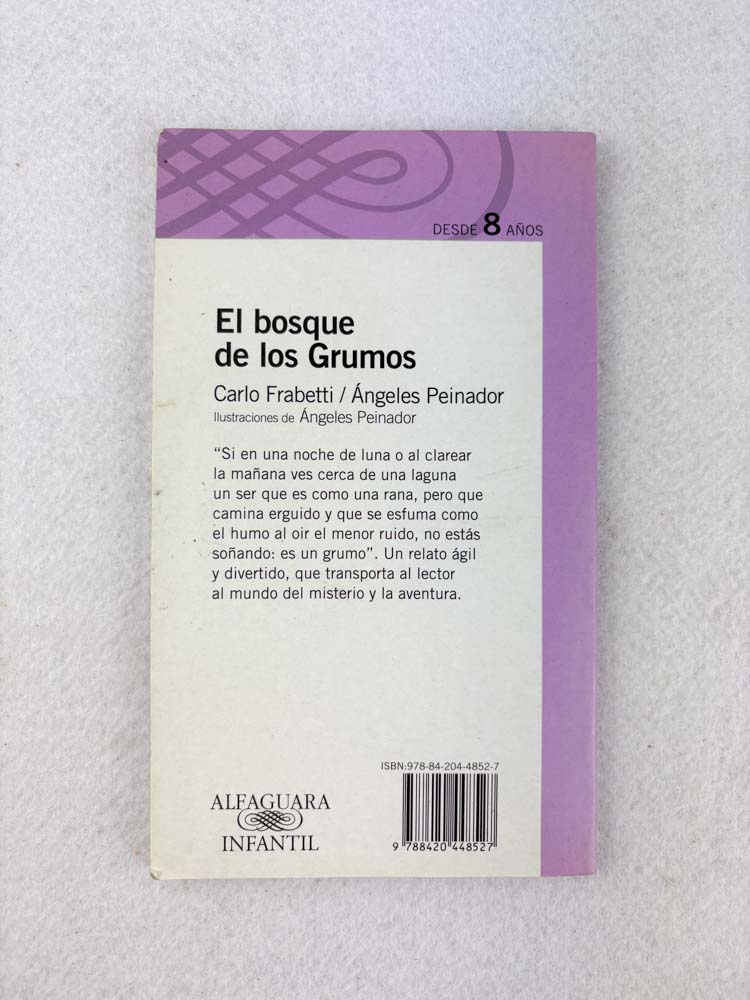 DESDE 8 AÑOS
El bosque
de los Grumos
Carlo Frabetti / Ángeles Peinador
Ilustraciones de Ángeles Peinador
“Si en una noche de luna o al clarear
la mañana ves cerca de una laguna
un ser que es como una rana, pero que
camina erguido y que se esfuma como
el humo al oir el menor ruido, no estás
soñando: es un grumo”. Un relato ágil
y divertido, que transporta al lector
al mundo del misterio y la aventura.
ISBN:978-84-204-4852-7
ALFAGUARA
INFANTIL
9 788420 448527